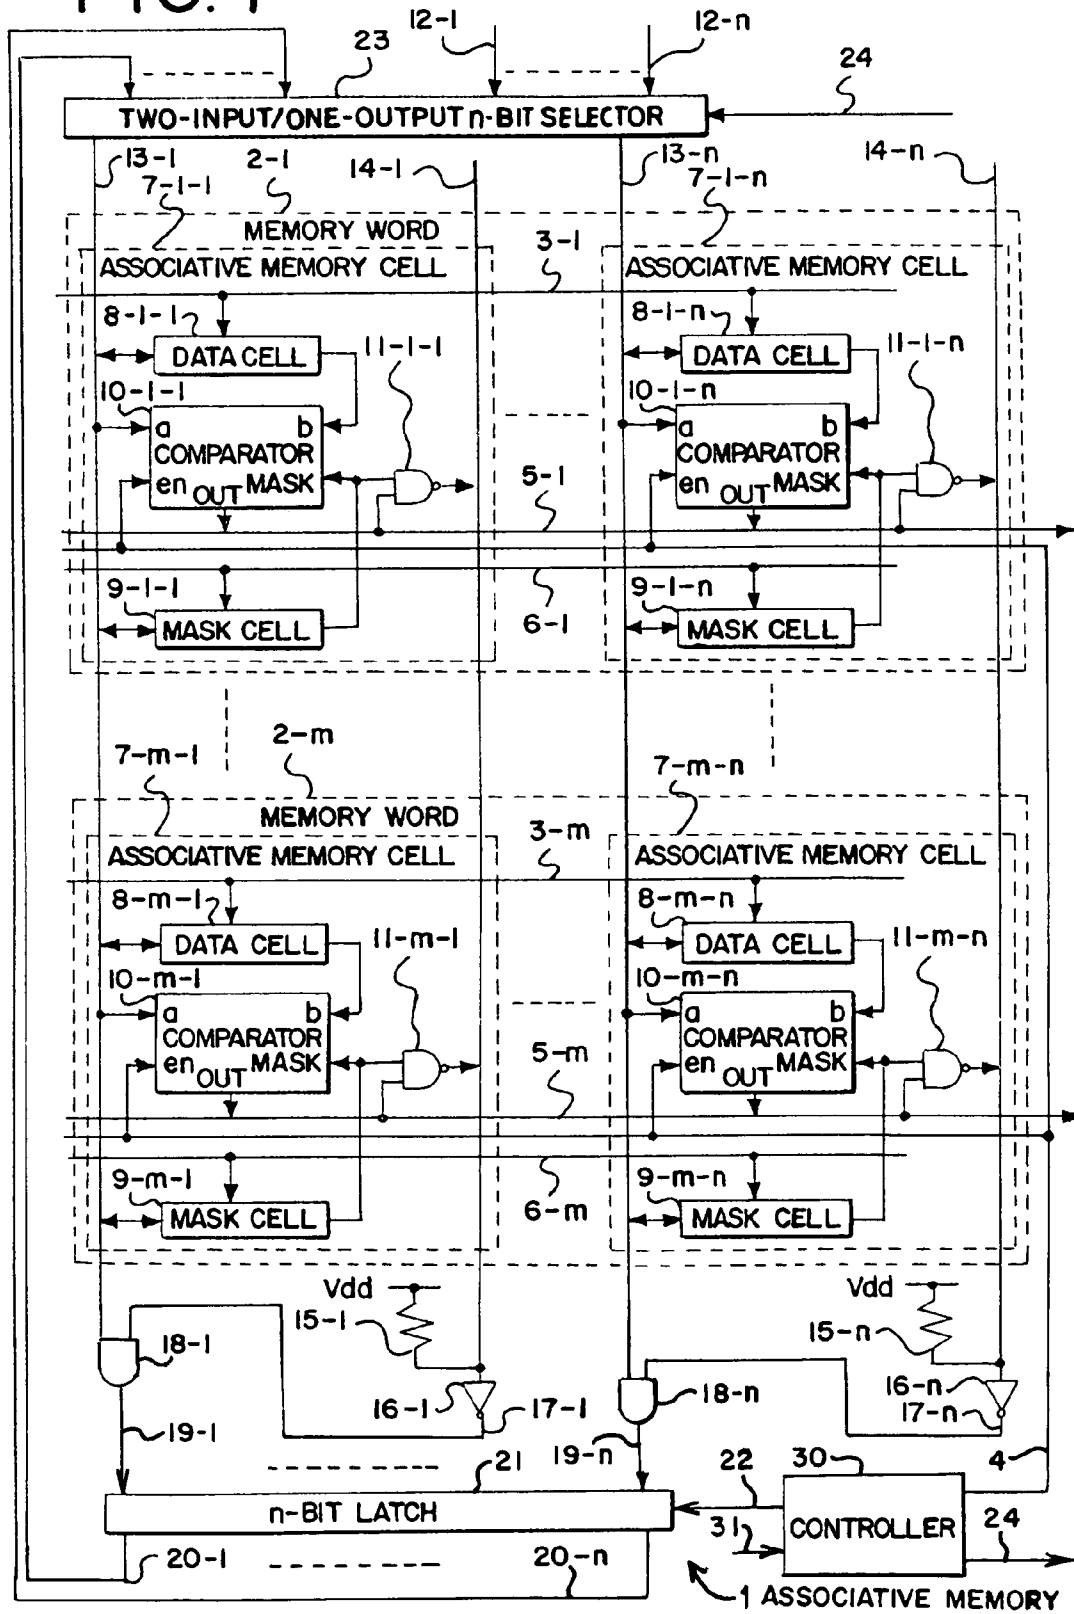 FIG. 1
12-1
12-n
23
24
TWO-INPUT/ONE-OUTPUT n-BIT SELECTOR
13-1
2-1
14-1
13-n
14-n
7-1-1
7-1-n
MEMORY WORD
3-1
ASSOCIATIVE MEMORY CELL
ASSOCIATIVE MEMORY CELL
8-1-1
8-1-n
DATA CELL
11-1-1
DATA CELL
11-1-n
10-1-1
10-1-n
a b
a b
COMPARATOR
COMPARATOR
en OUT MASK
5-1
en OUT MASK
9-1-1
9-1-n
MASK CELL
6-1
MASK CELL
2-m
7-m-1
7-m-n
MEMORY WORD
3-m
ASSOCIATIVE MEMORY CELL
ASSOCIATIVE MEMORY CELL
8-m-1
8-m-n
DATA CELL
11-m-1
DATA CELL
11-m-n
10-m-1
10-m-n
a b
a b
COMPARATOR
COMPARATOR
en OUT MASK
5-m
en OUT MASK
9-m-1
9-m-n
MASK CELL
6-m
MASK CELL
Vdd
Vdd
15-1
15-n
18-1
16-1
18-n
16-n
17-1
17-n
19-1
19-n
21
22
30
4
n-BIT LATCH
31
CONTROLLER
24
20-1
20-n
1 ASSOCIATIVE MEMORY